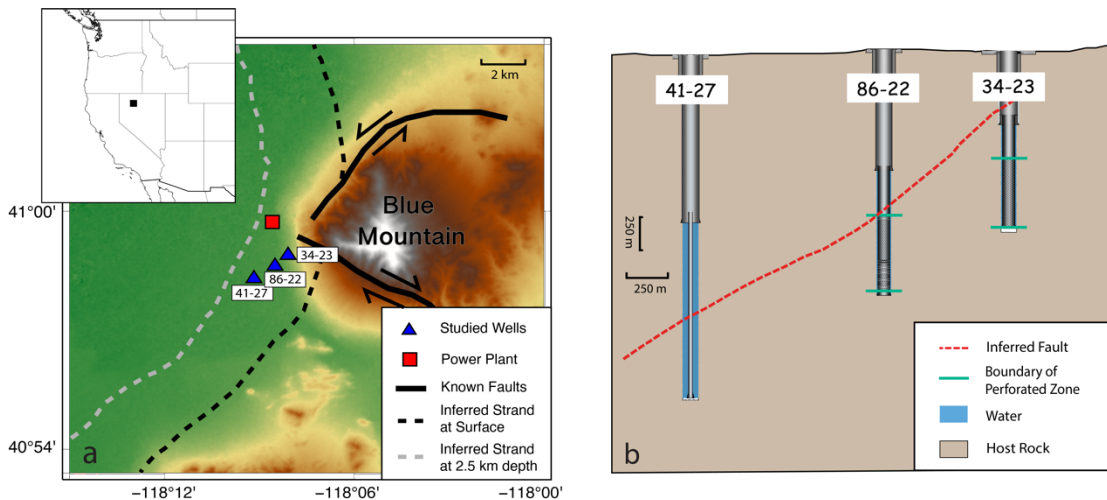 2 km
41°00'
40°54'
−118°12'
−118°06'
−118°00'
Blue
Mountain
34-23
86-22
41-27
Studied Wells
Power Plant
Known Faults
Inferred Strand
at Surface
Inferred Strand
at 2.5 km depth
a
41-27
86-22
34-23
250 m
250 m
Inferred Fault
Boundary of
Perforated Zone
Water
Host Rock
b